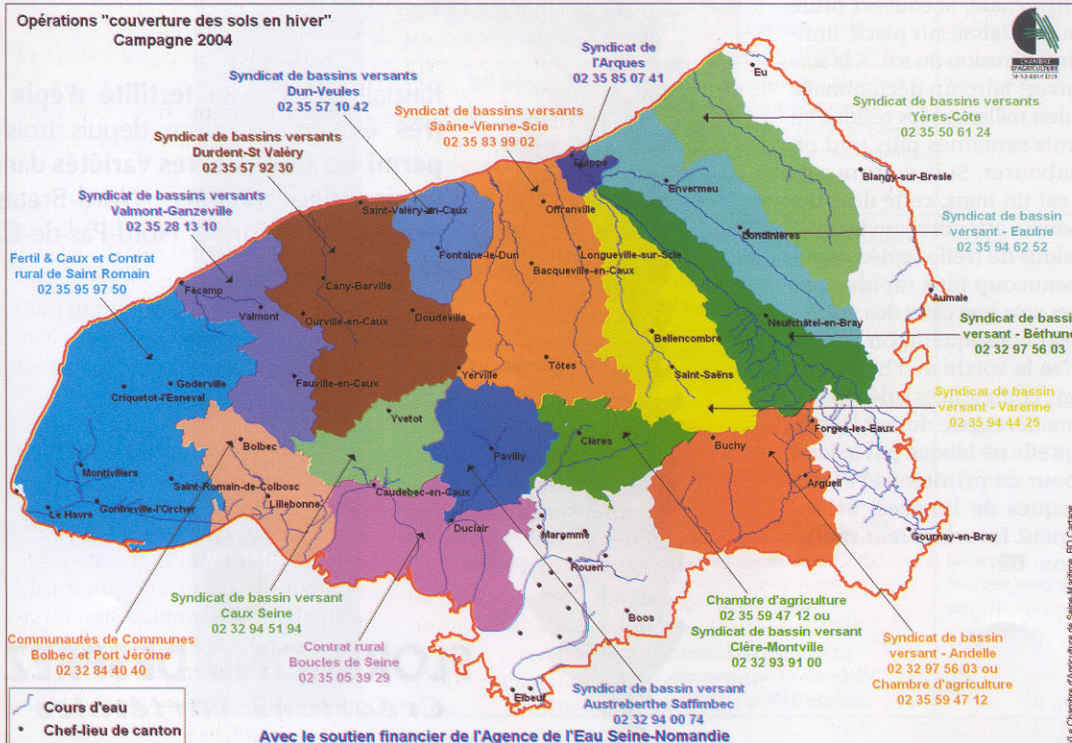 Opérations "couverture des sols en hiver"
Campagne 2004
CHAMBRE
D'AGRICULTURE
SEINE-MARITIME
Syndicat de bassins versants
Dun-Veules
02 35 57 10 42
Syndicat de
l'Arques
02 35 85 07 41
Syndicat de bassins versants
Saâne-Vienne-Scie
02 35 83 99 02
Syndicat de bassins versants
Yéres-Côte
02 35 50 61 24
Syndicat de bassins versants
Durdent-St Valéry
02 35 57 92 30
Syndicat de bassins versants
Valmont-Ganzeville
02 35 28 13 10
Fertil & Caux et Contrat
rural de Saint Romain
02 35 95 97 50
Syndicat de bassin
versant - Eaulne
02 35 94 62 52
Syndicat de bassin
versant - Béthune
02 32 97 56 03
Syndicat de bassin
versant - Varenne
02 35 94 44 25
Eu
Dieppe
Envermeu
Blangy-sur-Bresle
Saint-Valéry-en-Caux
Offranville
Londinières
Fontaine-le-Dun
Longueville-sur-Scie
Bacqueville-en-Caux
Cany-Barville
Aumale
Fécamp
Valmont
Ourville-en-Caux
Doudeville
Neufchâtel-en-Bray
Bellencombre
Goderville
Criquetot-l'Esneval
Fauville-en-Caux
Yerville
Tôtes
Saint-Saëns
Yvetot
Bolbec
Pavilly
Clères
Buchy
Forges-les-Eaux
Montivilliers
Saint-Romain-de-Colbosc
Caudebec-en-Caux
Argueil
Le Havre
Gonfreville-l'Orcher
Lillebonne
Duclair
Maromme
Gournay-en-Bray
Rouen
Boos
Elbeuf
Syndicat de bassin versant
Caux Seine
02 32 94 51 94
Communautés de Communes
Bolbec et Port Jérôme
02 32 84 40 40
Contrat rural
Boucles de Seine
02 35 05 39 29
Chambre d'agriculture
02 35 59 47 12 ou
Syndicat de bassin versant
Clére-Montville
02 32 93 91 00
Syndicat de bassin
versant - Andelle
02 32 97 56 03 ou
Chambre d'agriculture
02 35 59 47 12
Syndicat de bassin versant
Austreberthe Saffimbec
02 32 94 00 74
Cours d'eau
Chef-lieu de canton
Avec le soutien financier de l'Agence de l'Eau Seine-Nomandie
Chambre d'Agriculture de Seine-Maritime, BD Cartage